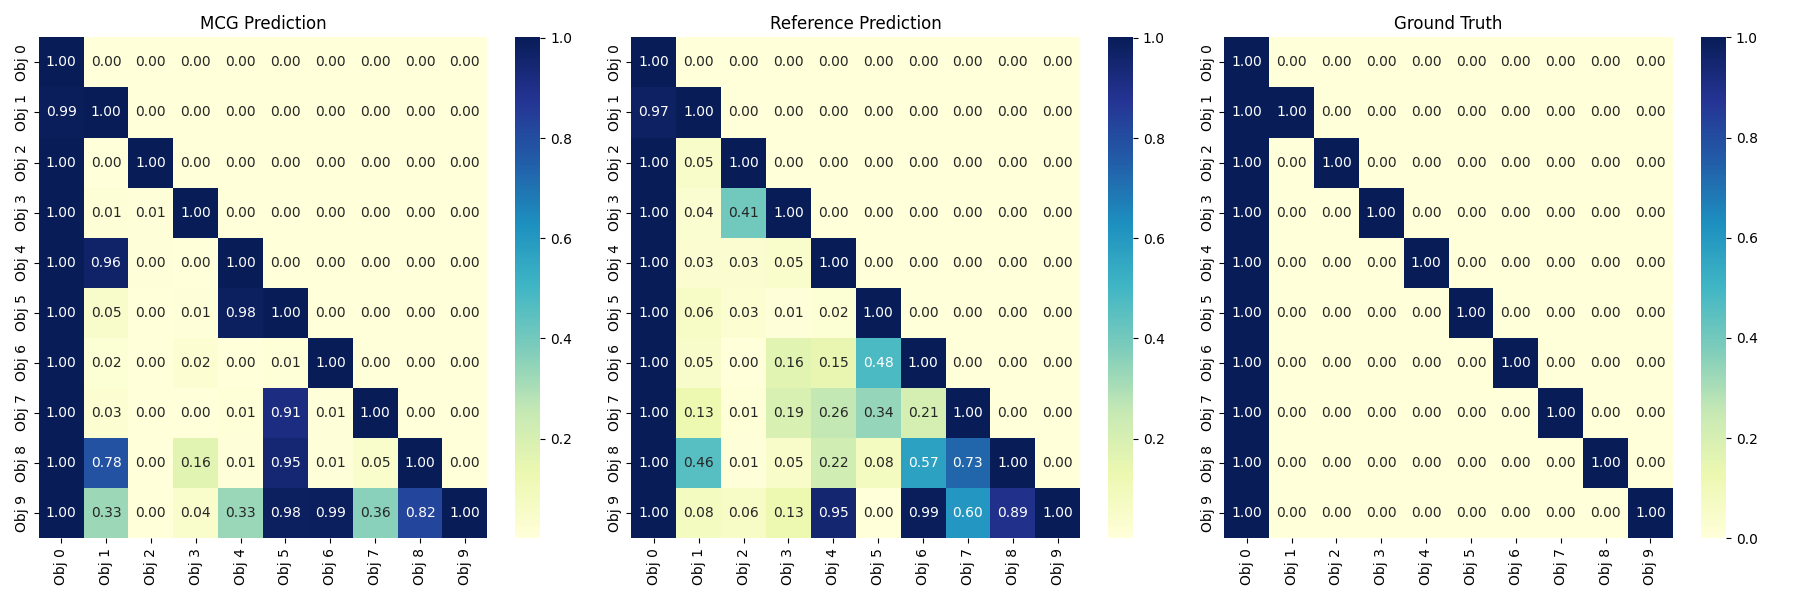 MCG Prediction
Obj 0 1.00 0.00 0.00 0.00 0.00 0.00 0.00 0.00 0.00 0.00
Obj 1 0.99 1.00 0.00 0.00 0.00 0.00 0.00 0.00 0.00 0.00
Obj 2 1.00 0.00 1.00 0.00 0.00 0.00 0.00 0.00 0.00 0.00
Obj 3 1.00 0.01 0.01 1.00 0.00 0.00 0.00 0.00 0.00 0.00
Obj 4 1.00 0.96 0.00 0.00 1.00 0.00 0.00 0.00 0.00 0.00
Obj 5 1.00 0.05 0.00 0.01 0.98 1.00 0.00 0.00 0.00 0.00
Obj 6 1.00 0.02 0.00 0.02 0.00 0.01 1.00 0.00 0.00 0.00
Obj 7 1.00 0.03 0.00 0.00 0.01 0.91 0.01 1.00 0.00 0.00
Obj 8 1.00 0.78 0.00 0.16 0.01 0.95 0.01 0.05 1.00 0.00
Obj 9 1.00 0.33 0.00 0.04 0.33 0.98 0.99 0.36 0.82 1.00
Obj 0 Obj 1 Obj 2 Obj 3 Obj 4 Obj 5 Obj 6 Obj 7 Obj 8 Obj 9
1.0
0.8
0.6
0.4
0.2
Reference Prediction
Obj 0 1.00 0.00 0.00 0.00 0.00 0.00 0.00 0.00 0.00 0.00
Obj 1 0.97 1.00 0.00 0.00 0.00 0.00 0.00 0.00 0.00 0.00
Obj 2 1.00 0.05 1.00 0.00 0.00 0.00 0.00 0.00 0.00 0.00
Obj 3 1.00 0.04 0.41 1.00 0.00 0.00 0.00 0.00 0.00 0.00
Obj 4 1.00 0.03 0.03 0.05 1.00 0.00 0.00 0.00 0.00 0.00
Obj 5 1.00 0.06 0.03 0.01 0.02 1.00 0.00 0.00 0.00 0.00
Obj 6 1.00 0.05 0.00 0.16 0.15 0.48 1.00 0.00 0.00 0.00
Obj 7 1.00 0.13 0.01 0.19 0.26 0.34 0.21 1.00 0.00 0.00
Obj 8 1.00 0.46 0.01 0.05 0.22 0.08 0.57 0.73 1.00 0.00
Obj 9 1.00 0.08 0.06 0.13 0.95 0.00 0.99 0.60 0.89 1.00
Obj 0 Obj 1 Obj 2 Obj 3 Obj 4 Obj 5 Obj 6 Obj 7 Obj 8 Obj 9
1.0
0.8
0.6
0.4
0.2
Ground Truth
Obj 0 1.00 0.00 0.00 0.00 0.00 0.00 0.00 0.00 0.00 0.00
Obj 1 1.00 1.00 0.00 0.00 0.00 0.00 0.00 0.00 0.00 0.00
Obj 2 1.00 0.00 1.00 0.00 0.00 0.00 0.00 0.00 0.00 0.00
Obj 3 1.00 0.00 0.00 1.00 0.00 0.00 0.00 0.00 0.00 0.00
Obj 4 1.00 0.00 0.00 0.00 1.00 0.00 0.00 0.00 0.00 0.00
Obj 5 1.00 0.00 0.00 0.00 0.00 1.00 0.00 0.00 0.00 0.00
Obj 6 1.00 0.00 0.00 0.00 0.00 0.00 1.00 0.00 0.00 0.00
Obj 7 1.00 0.00 0.00 0.00 0.00 0.00 0.00 1.00 0.00 0.00
Obj 8 1.00 0.00 0.00 0.00 0.00 0.00 0.00 0.00 1.00 0.00
Obj 9 1.00 0.00 0.00 0.00 0.00 0.00 0.00 0.00 0.00 1.00
Obj 0 Obj 1 Obj 2 Obj 3 Obj 4 Obj 5 Obj 6 Obj 7 Obj 8 Obj 9
1.0
0.8
0.6
0.4
0.2
0.0